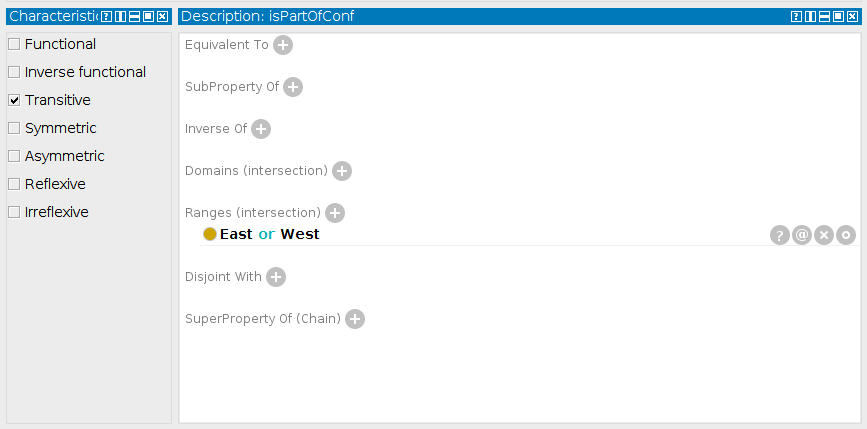 Characteristic
Functional
Inverse functional
Transitive
Symmetric
Asymmetric
Reflexive
Irreflexive
Description: isPartOfConf
Equivalent To
SubProperty Of
Inverse Of
Domains (intersection)
Ranges (intersection)
East or West
Disjoint With
SuperProperty Of (Chain)